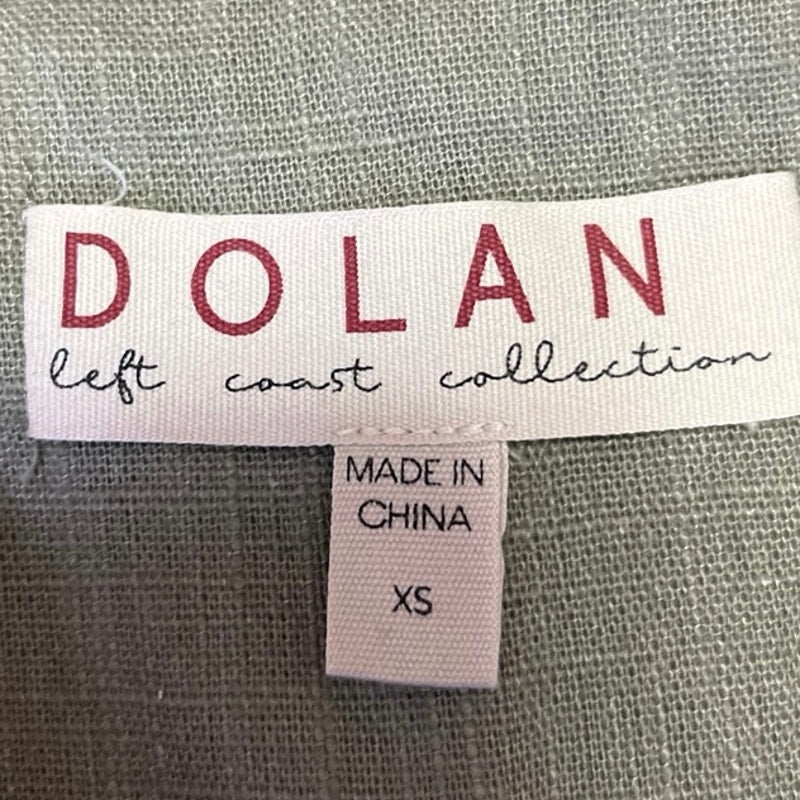 DOLAN
left coast collection
MADE IN
CHINA
XS